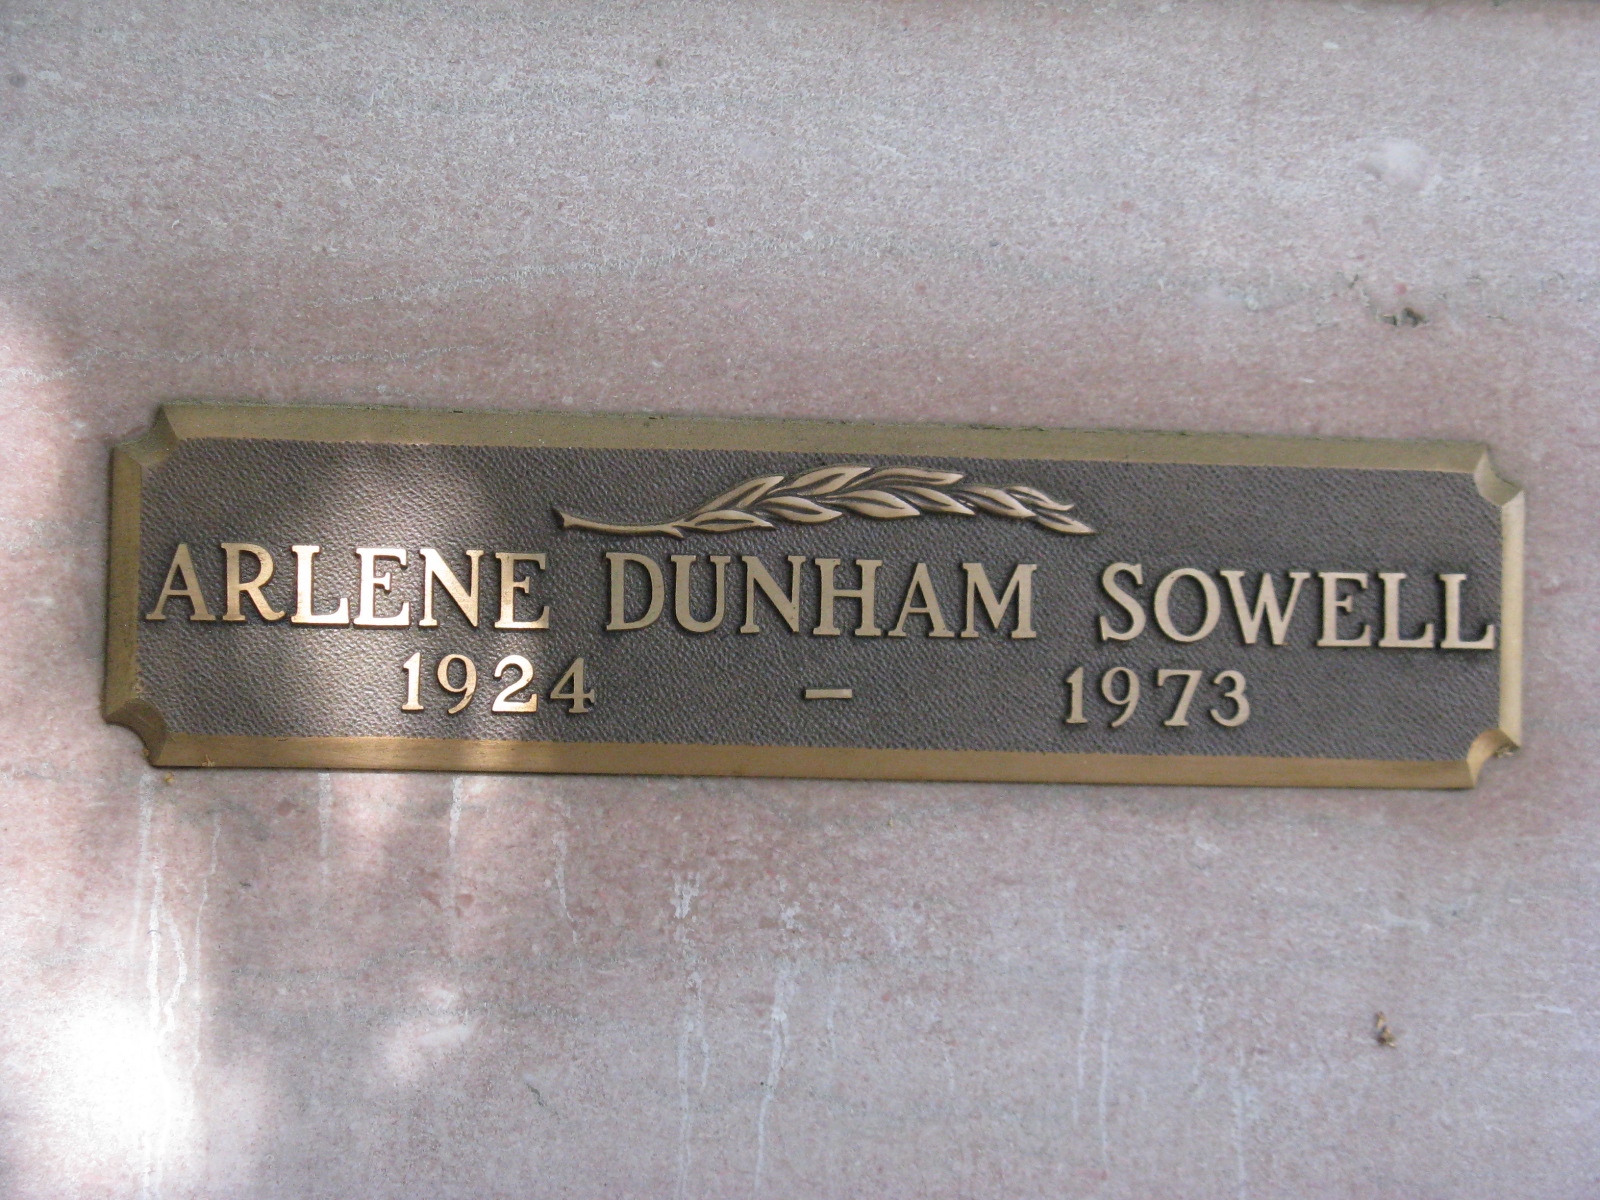 ARLENE DUNHAM SOWELL
1924 – 1973